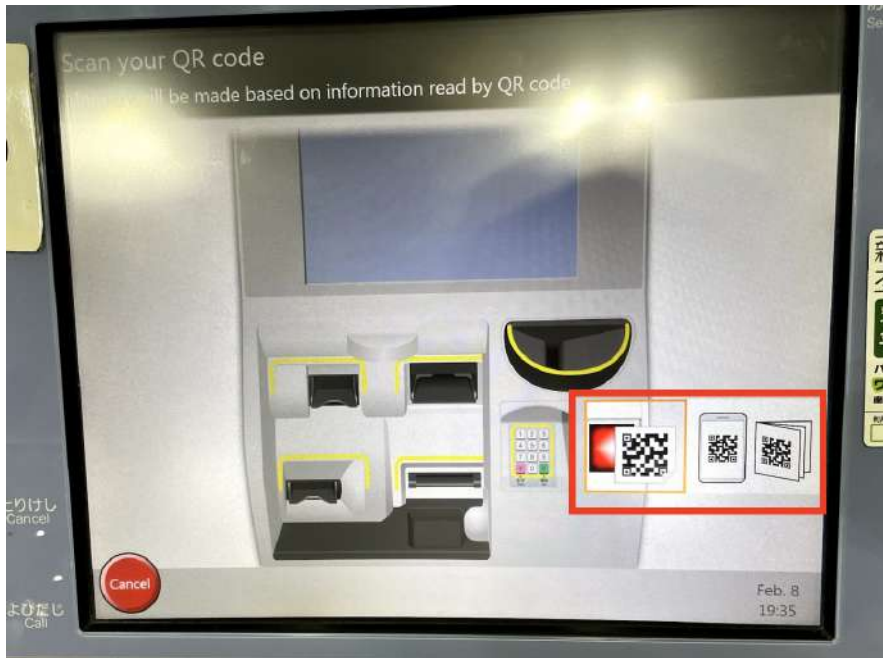 Scan your QR code
will be made based on information read by QR code
Cancel
Feb. 8
19:35
とりけし
Cancel
よびだし
Call